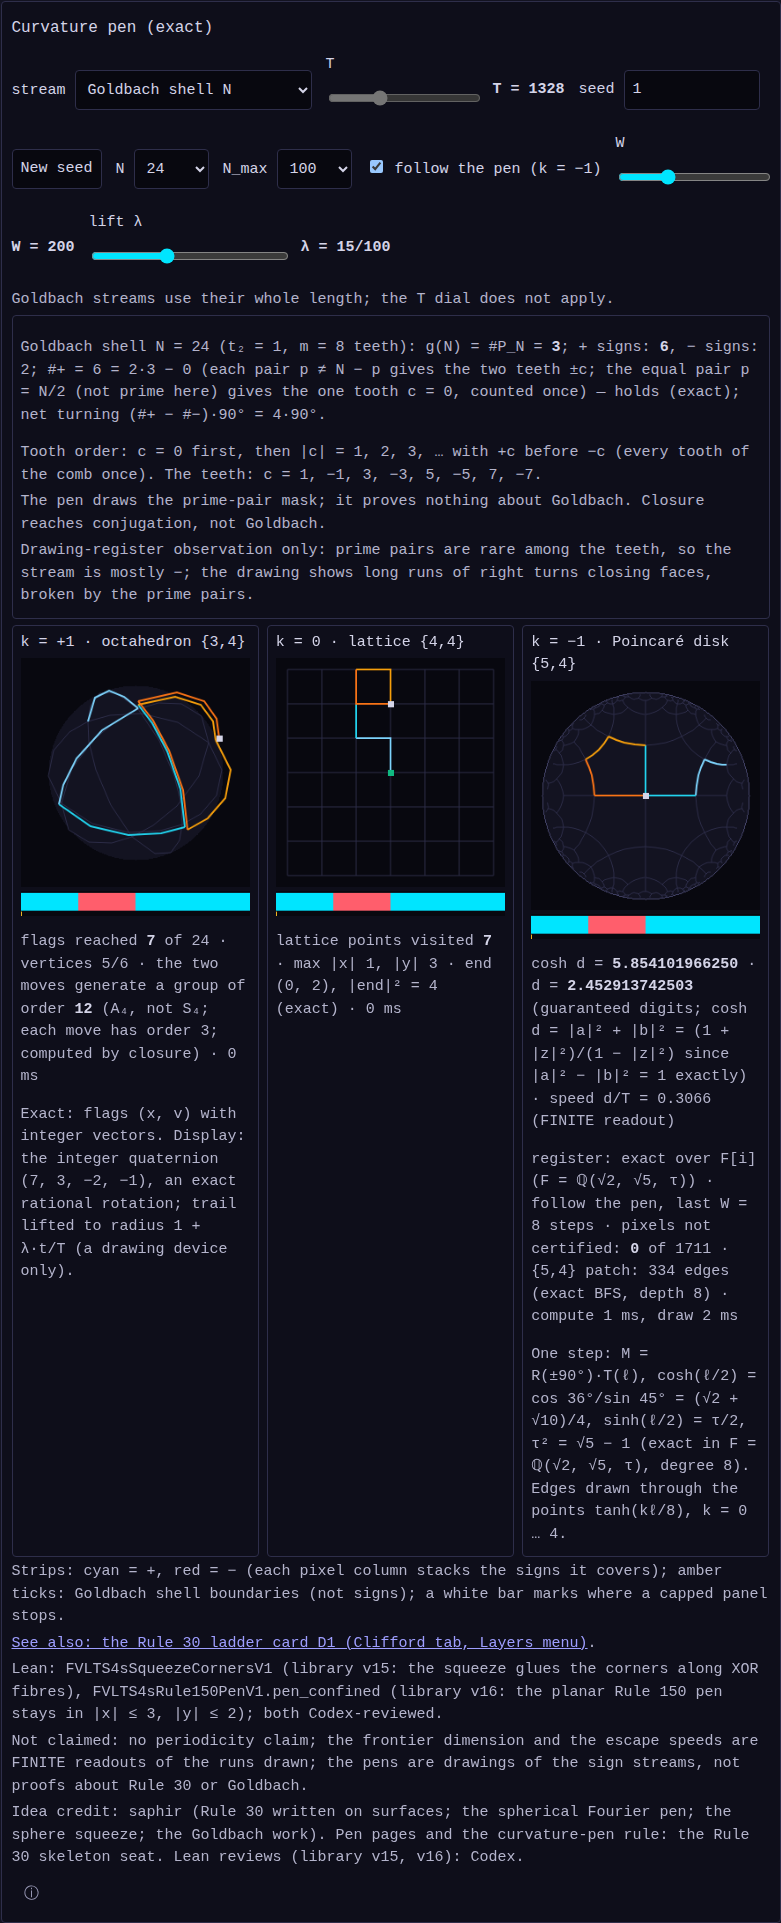 Curvature pen (exact)
T
stream Goldbach shell N T = 1328 seed 1
W
New seed N 24 N_max 100 follow the pen (k = −1)
lift λ
W = 200 λ = 15/100
Goldbach streams use their whole length; the T dial does not apply.
Goldbach shell N = 24 (t₂ = 1, m = 8 teeth): g(N) = #P_N = 3; + signs: 6, − signs:
2; #+ = 6 = 2·3 − 0 (each pair p ≠ N − p gives the two teeth ±c; the equal pair p
= N/2 (not prime here) gives the one tooth c = 0, counted once) — holds (exact);
net turning (#+ − #−)·90° = 4·90°.
Tooth order: c = 0 first, then |c| = 1, 2, 3, … with +c before −c (every tooth of
the comb once). The teeth: c = 1, −1, 3, −3, 5, −5, 7, −7.
The pen draws the prime-pair mask; it proves nothing about Goldbach. Closure
reaches conjugation, not Goldbach.
Drawing-register observation only: prime pairs are rare among the teeth, so the
stream is mostly −; the drawing shows long runs of right turns closing faces,
broken by the prime pairs.
k = +1 · octahedron {3,4}
flags reached 7 of 24 ·
vertices 5/6 · the two
moves generate a group of
order 12 (A₄, not S₄;
each move has order 3;
computed by closure) · 0
ms
Exact: flags (x, v) with
integer vectors. Display:
the integer quaternion
(7, 3, −2, −1), an exact
rational rotation; trail
lifted to radius 1 +
λ·t/T (a drawing device
only).
k = 0 · lattice {4,4}
lattice points visited 7
· max |x| 1, |y| 3 · end
(0, 2), |end|² = 4
(exact) · 0 ms
k = −1 · Poincaré disk
{5,4}
cosh d = 5.854101966250 ·
d = 2.452913742503
(guaranteed digits; cosh
d = |a|² + |b|² = (1 +
|z|²)/(1 − |z|²) since
|a|² − |b|² = 1 exactly)
· speed d/T = 0.3066
(FINITE readout)
register: exact over F[i]
(F = ℚ(√2, √5, τ)) ·
follow the pen, last W =
8 steps · pixels not
certified: 0 of 1711 ·
{5,4} patch: 334 edges
(exact BFS, depth 8) ·
compute 1 ms, draw 2 ms
One step: M =
R(±90°)·T(ℓ), cosh(ℓ/2) =
cos 36°/sin 45° = (√2 +
√10)/4, sinh(ℓ/2) = τ/2,
τ² = √5 − 1 (exact in F =
ℚ(√2, √5, τ), degree 8).
Edges drawn through the
points tanh(kℓ/8), k = 0
… 4.
Strips: cyan = +, red = − (each pixel column stacks the signs it covers); amber
ticks: Goldbach shell boundaries (not signs); a white bar marks where a capped panel
stops.
See also: the Rule 30 ladder card D1 (Clifford tab, Layers menu).
Lean: FVLTS4sSqueezeCornersV1 (library v15: the squeeze glues the corners along XOR
fibres), FVLTS4sRule150PenV1.pen_confined (library v16: the planar Rule 150 pen
stays in |x| ≤ 3, |y| ≤ 2); both Codex-reviewed.
Not claimed: no periodicity claim; the frontier dimension and the escape speeds are
FINITE readouts of the runs drawn; the pens are drawings of the sign streams, not
proofs about Rule 30 or Goldbach.
Idea credit: saphir (Rule 30 written on surfaces; the spherical Fourier pen; the
sphere squeeze; the Goldbach work). Pen pages and the curvature-pen rule: the Rule
30 skeleton seat. Lean reviews (library v15, v16): Codex.
ⓘ